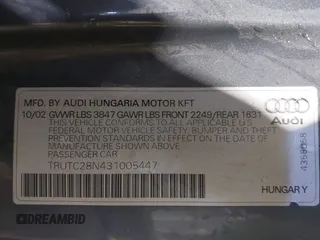 MFD. BY AUDI HUNGARIA MOTOR KFT
10/02 GVWR LBS 3847 GAWR LBS FRONT 2249/REAR 1631
THIS VEHICLE CONFORMS TO ALL APPLICABLE
FEDERAL MOTOR VEHICLE SAFETY, BUMPER AND THEFT
PREVENTION STANDARDS IN EFFECT ON THE DATE OF
MANUFACTURE SHOWN ABOVE.
PASSENGER CAR
TRUTC28N431005447
Audi
HUNGARY
DREAMBID